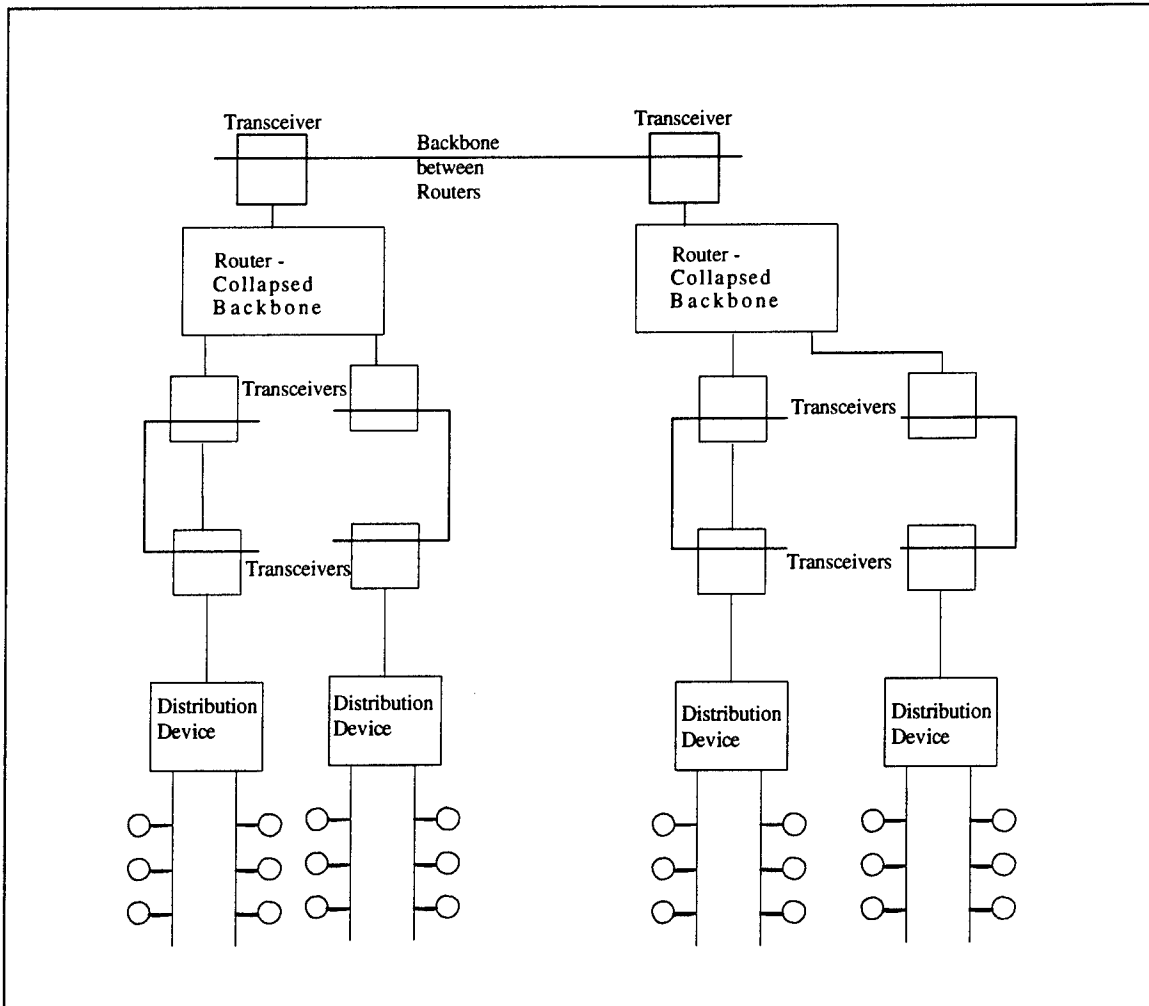 Transceiver
Transceiver
Backbone
between
Routers
Router -
Collapsed
Backbone
Router -
Collapsed
Backbone
Transceivers
Transceivers
Transceivers
Transceivers
Distribution
Device
Distribution
Device
Distribution
Device
Distribution
Device